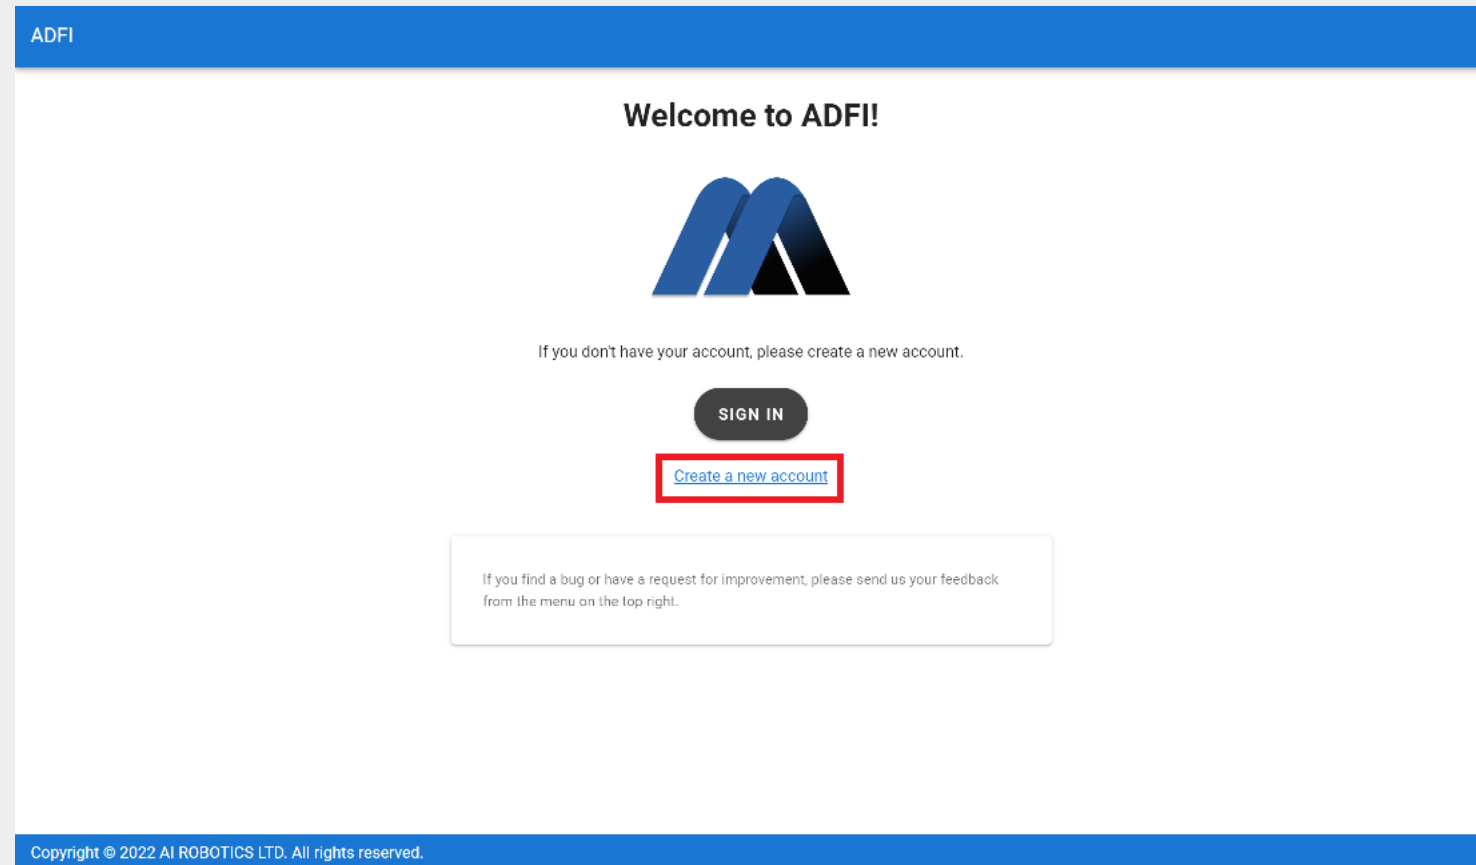 ADFI
Welcome to ADFI!
If you don't have your account, please create a new account.
SIGN IN
Create a new account
If you find a bug or have a request for improvement, please send us your feedback
from the menu on the top right.
Copyright © 2022 AI ROBOTICS LTD. All rights reserved.